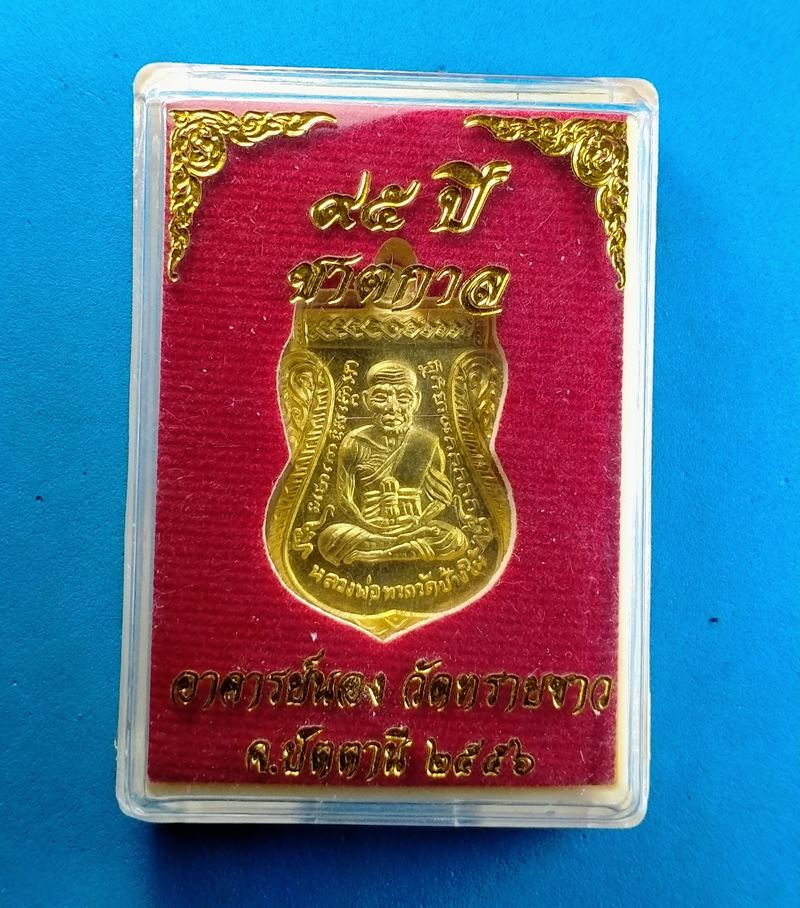 ๙๕ ปี
ชาตกาล
หลวงพ่อทวดวัดช้างให้
อาจารย์นอง วัดทรายขาว
จ.ปัตตานี ๒๕๕๖